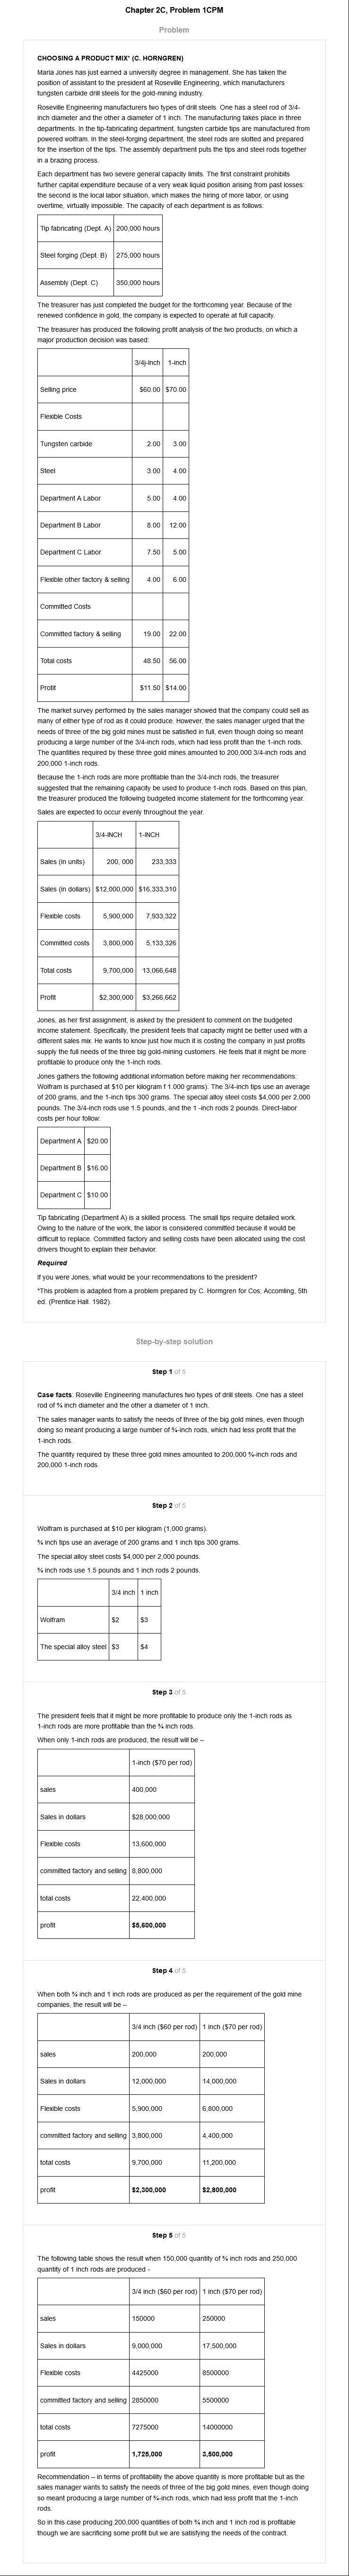 Chapter 2C, Problem 1CPM
Problem
CHOOSING A PRODUCT MIX* (C. HORNGREN)
Maria Jones has just earned a university degree in management. She has taken the
position of assistant to the president at Roseville Engineering, which manufacturers
tungsten carbide drill steels for the gold-mining industry.
Roseville Engineering manufacturers two types of drill steels. One has a steel rod of 3/4-
inch diameter and the other a diameter of 1 inch. The manufacturing takes place in three
departments. In the tip-fabricating department, tungsten carbide tips are manufactured from
powered wolfram. In the steel-forging department, the steel rods are slotted and prepared
for the insertion of the tips. The assembly department puts the tips and steel rods together
in a brazing process.
Each department has two severe general capacity limits. The first constraint prohibits
further capital expenditure because of a very weak liquid position arising from past losses:
the second is the local labor situation, which makes the hiring of more labor, or using
overtime, virtually impossible. The capacity of each department is as follows:
Tip fabricating (Dept. A) 200,000 hours
Steel forging (Dept. B) 275,000 hours
Assembly (Dept. C) 350,000 hours
The treasurer has just completed the budget for the forthcoming year. Because of the
renewed confidence in gold, the company is expected to operate at full capacity.
The treasurer has produced the following profit analysis of the two products, on which a
major production decision was based:
3/4j-Inch 1-inch
Selling price $60.00 $70.00
Flexible Costs
Tungsten carbide 2.00 3.00
Steel 3.00 4.00
Department A Labor 5.00 4.00
Department B Labor 8.00 12.00
Department C Labor 7.50 5.00
Flexible other factory & selling 4.00 6.00
Committed Costs
Committed factory & selling 19.00 22.00
Total costs 48.50 56.00
Protit $11.50 $14.00
The market survey performed by the sales manager showed that the company could sell as
many of either type of rod as it could produce. However, the sales manager urged that the
needs of three of the big gold mines must be satisfied in full, even though doing so meant
producing a large number of the 3/4-inch rods, which had less profit than the 1-inch rods.
The quantities required by these three gold mines amounted to 200,000 3/4-inch rods and
200,000 1-inch rods.
Because the 1-inch rods are more profitable than the 3/4-inch rods, the treasurer
suggested that the remaining capacity be used to produce 1-inch rods. Based on this plan,
the treasurer produced the following budgeted income statement for the forthcoming year.
Sales are expected to occur evenly throughout the year.
3/4-INCH 1-INCH
Sales (in units) 200, 000 233,333
Sales (in dollars) $12,000,000 $16,333,310
Flexible costs 5,900,000 7,933,322
Committed costs 3,800,000 5,133,326
Total costs 9,700,000 13,066,648
Profit $2,300,000 $3,266,662
Jones, as her first assignment, is asked by the president to comment on the budgeted
income statement. Specifically, the president feels that capacity might be better used with a
different sales mix. He wants to know just how much it is costing the company in just profits
supply the full needs of the three big gold-mining customers. He feels that it might be more
profitable to produce only the 1-inch rods.
Jones gathers the following additional information before making her recommendations:
Wolfram is purchased at $10 per kilogram f 1.000 grams). The 3/4-inch tips use an average
of 200 grams, and the 1-inch tips 300 grams. The special alloy steel costs $4,000 per 2,000
pounds. The 3/4-inch rods use 1.5 pounds, and the 1 -inch rods 2 pounds. Direct-labor
costs per hour follow:
Department A $20.00
Department B $16.00
Department C $10.00
Tip fabricating (Department A) is a skilled process. The small tips require detailed work.
Owing to the nature of the work, the labor is considered committed because it would be
difficult to replace. Committed factory and selling costs have been allocated using the cost
drivers thought to explain their behavior.
Required
If you were Jones, what would be your recommendations to the president?
*This problem is adapted from a problem prepared by C. Hormgren for Cos; Accomling, 5th
ed. (Prentice Hall. 1982).
Step-by-step solution
Step 1 of 5
Case facts: Roseville Engineering manufactures two types of drill steels. One has a steel
rod of ¾ inch diameter and the other a diameter of 1 inch.
The sales manager wants to satisfy the needs of three of the big gold mines, even though
doing so meant producing a large number of ¾-inch rods, which had less profit that the
1-inch rods.
The quantity required by these three gold mines amounted to 200,000 ¾-inch rods and
200,000 1-inch rods.
Step 2 of 5
Wolfram is purchased at $10 per kilogram (1,000 grams).
¾ inch tips use an average of 200 grams and 1 inch tips 300 grams.
The special alloy steel costs $4,000 per 2,000 pounds.
¾ inch rods use 1.5 pounds and 1 inch rods 2 pounds.
3/4 inch 1 inch
Wolfram $2 $3
The special alloy steel $3 $4
Step 3 of 5
The president feels that it might be more profitable to produce only the 1-inch rods as
1-inch rods are more profitable than the ¾ inch rods.
When only 1-inch rods are produced, the result will be –
1-inch ($70 per rod)
sales 400,000
Sales in dollars $28,000,000
Flexible costs 13,600,000
committed factory and selling 8,800,000
total costs 22,400,000
profit $5,600,000
Step 4 of 5
When both ¾ inch and 1 inch rods are produced as per the requirement of the gold mine
companies, the result will be –
3/4 inch ($60 per rod) 1 inch ($70 per rod)
sales 200,000 200,000
Sales in dollars 12,000,000 14,000,000
Flexible costs 5,900,000 6,800,000
committed factory and selling 3,800,000 4,400,000
total costs 9,700,000 11,200,000
profit $2,300,000 $2,800,000
Step 5 of 5
The following table shows the result when 150,000 quantity of ¾ inch rods and 250,000
quantity of 1 inch rods are produced -
3/4 inch ($60 per rod) 1 inch ($70 per rod)
sales 150000 250000
Sales in dollars 9,000,000 17,500,000
Flexible costs 4425000 8500000
committed factory and selling 2850000 5500000
total costs 7275000 14000000
profit 1,725,000 3,500,000
Recommendation – in terms of profitability the above quantity is more profitable but as the
sales manager wants to satisfy the needs of three of the big gold mines, even though doing
so meant producing a large number of ¾-inch rods, which had less profit that the 1-inch
rods.
So in this case producing 200,000 quantities of both ¾ inch and 1 inch rod is profitable
though we are sacrificing some profit but we are satisfying the needs of the contract.